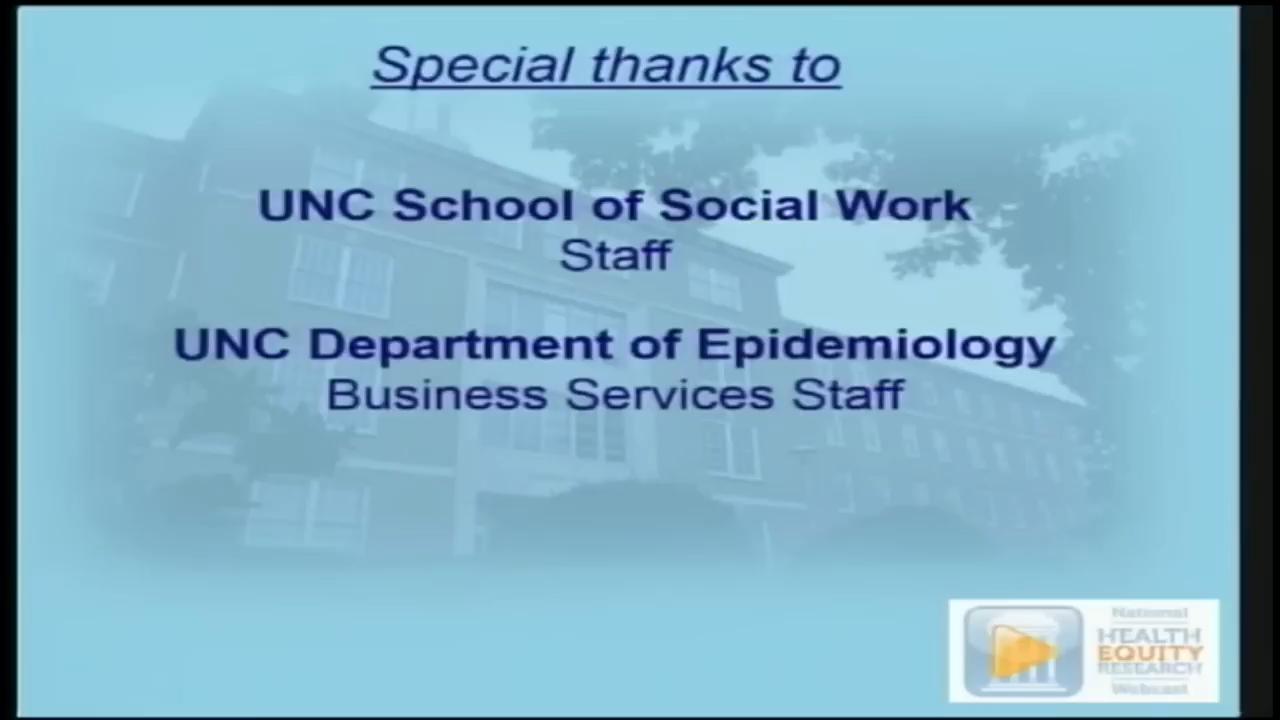 Special thanks to
UNC School of Social Work
Staff
UNC Department of Epidemiology
Business Services Staff
National
HEALTH
EQUITY
RESEARCH
Webcast